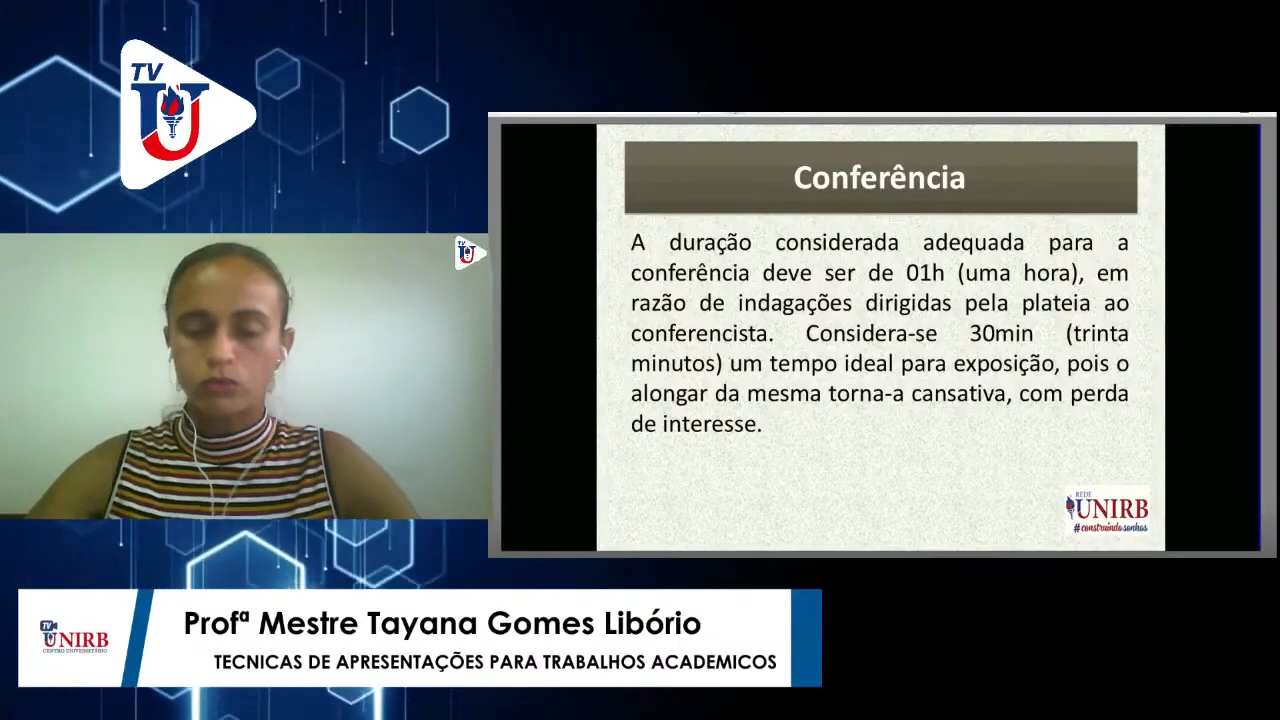 TV
U
TV
U
Conferência
A duração considerada adequada para a
conferência deve ser de 01h (uma hora), em
razão de indagações dirigidas pela plateia ao
conferencista. Considera-se 30min (trinta
minutos) um tempo ideal para exposição, pois o
alongar da mesma torna-a cansativa, com perda
de interesse.
REDE
UNIRB
#construindosonhos
TV
UNIRB
CENTRO UNIVERSITÁRIO
Profª Mestre Tayana Gomes Libório
TECNICAS DE APRESENTAÇÕES PARA TRABALHOS ACADEMICOS